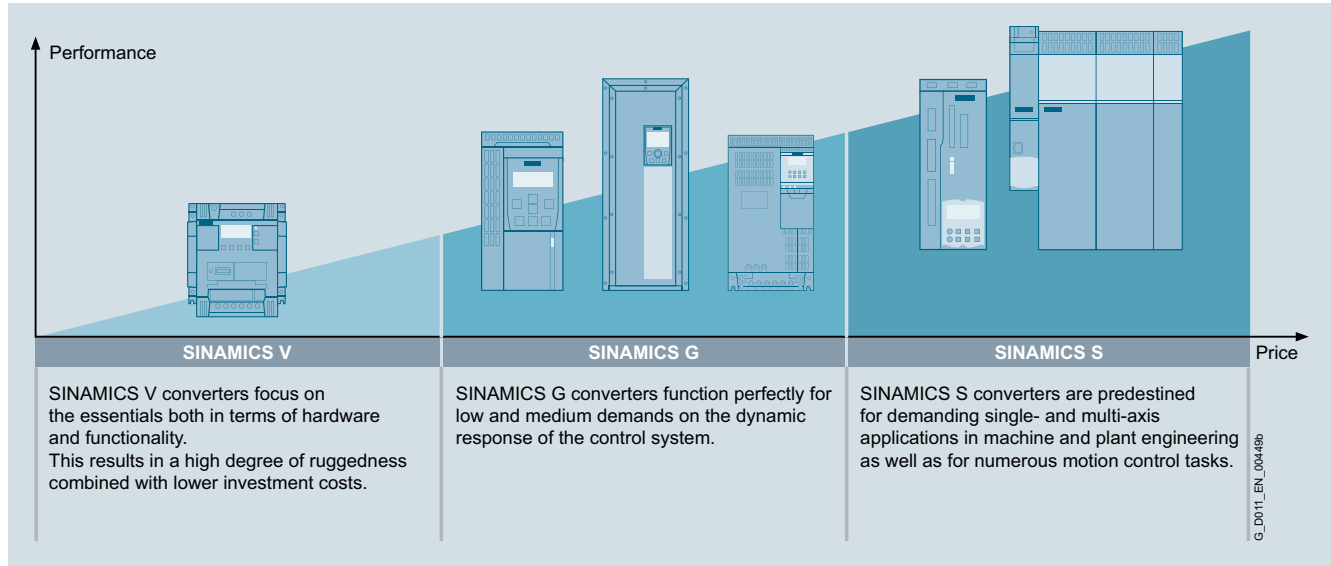 Performance
SINAMICS V
SINAMICS G
SINAMICS S
Price
SINAMICS V converters focus on
the essentials both in terms of hardware
and functionality.
This results in a high degree of ruggedness
combined with lower investment costs.
SINAMICS G converters function perfectly for
low and medium demands on the dynamic
response of the control system.
SINAMICS S converters are predestined
for demanding single- and multi-axis
applications in machine and plant engineering
as well as for numerous motion control tasks.
G_D011_EN_00449b